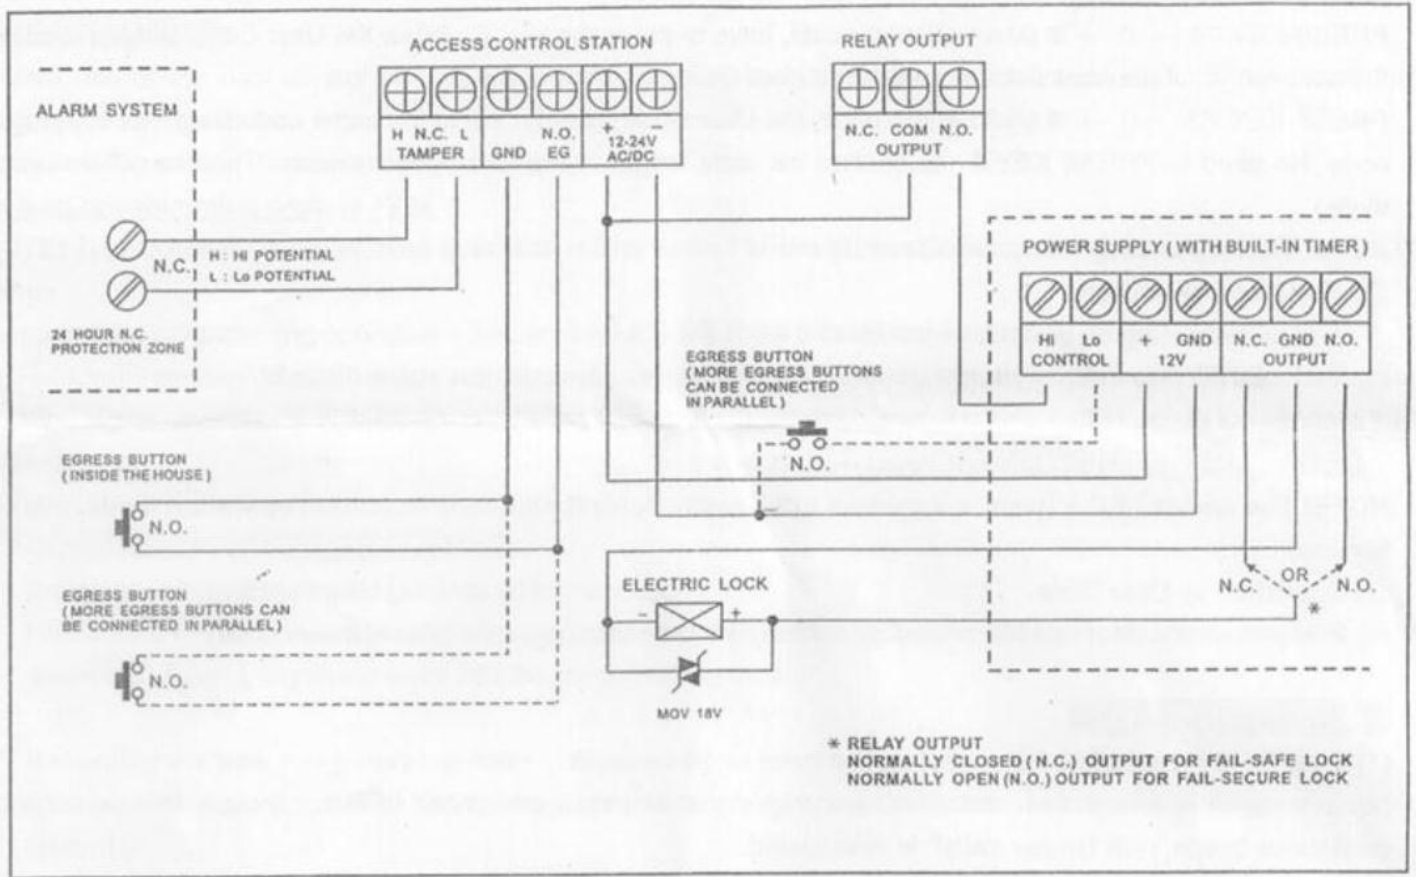 ACCESS CONTROL STATION
RELAY OUTPUT
ALARM SYSTEM
H N.C. L
TAMPER
GND
N.O.
EG
+ −
12-24V
AC/DC
N.C. COM N.O.
OUTPUT
N.C.
H : Hi POTENTIAL
L : Lo POTENTIAL
24 HOUR N.C.
PROTECTION ZONE
POWER SUPPLY ( WITH BUILT-IN TIMER )
Hi Lo
CONTROL
+ GND
12V
N.C. GND N.O.
OUTPUT
EGRESS BUTTON
( MORE EGRESS BUTTONS
CAN BE CONNECTED
IN PARALLEL )
N.O.
EGRESS BUTTON
( INSIDE THE HOUSE )
N.O.
EGRESS BUTTON
( MORE EGRESS BUTTONS CAN
BE CONNECTED IN PARALLEL )
N.O.
ELECTRIC LOCK
− +
MOV 18V
N.C. OR N.O.
*
* RELAY OUTPUT
NORMALLY CLOSED ( N.C. ) OUTPUT FOR FAIL-SAFE LOCK
NORMALLY OPEN ( N.O. ) OUTPUT FOR FAIL-SECURE LOCK